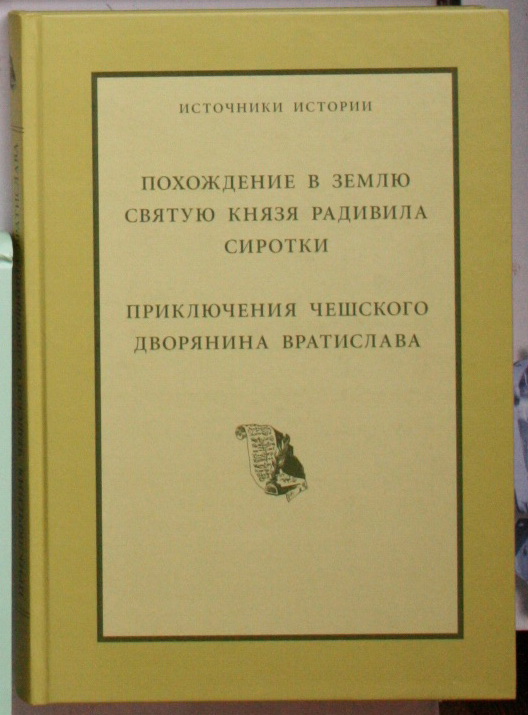 ИСТОЧНИКИ ИСТОРИИ
ПОХОЖДЕНИЕ В ЗЕМЛЮ
СВЯТУЮ КНЯЗЯ РАДИВИЛА
СИРОТКИ
ПРИКЛЮЧЕНИЯ ЧЕШСКОГО
ДВОРЯНИНА ВРАТИСЛАВА